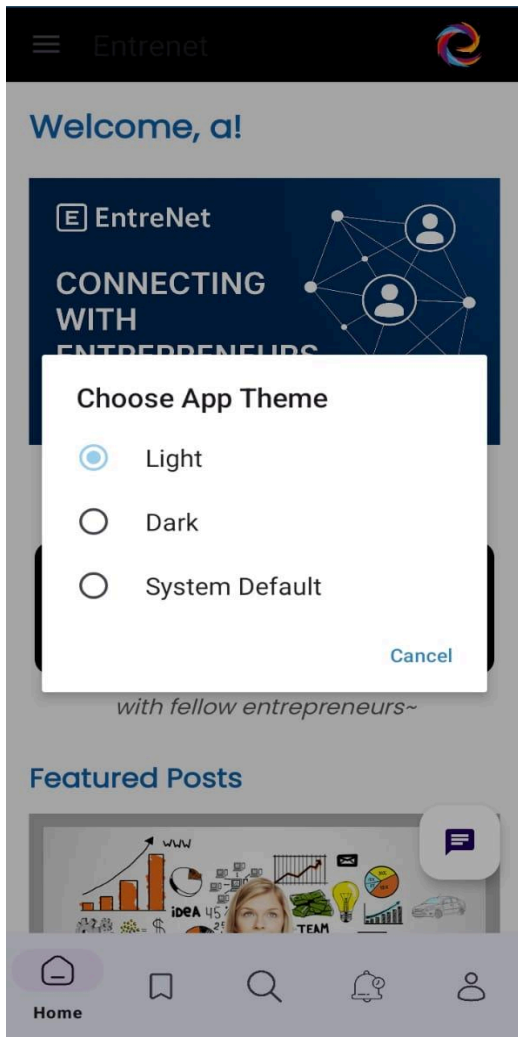 Entrenet
Welcome, a!
E EntreNet
CONNECTING
WITH
ENTREPRENEURS
Choose App Theme
Light
Dark
System Default
Cancel
with fellow entrepreneurs~
Featured Posts
WWW
IDEA
TEAM
Home